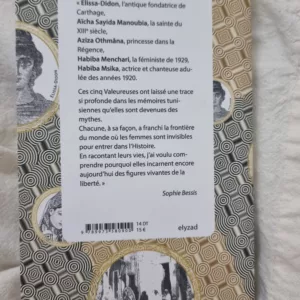 « Elissa-Didon, l'antique fondatrice de
Carthage,
Aïcha Sayida Manoubia, la sainte du
XIIIᵉ siècle,
Aziza Othmâna, princesse dans la
Régence,
Habiba Menchari, la féministe de 1929,
Habiba Msika, actrice et chanteuse adu-
lée des années 1920.
Ces cinq Valeureuses ont laissé une trace
si profonde dans les mémoires tuni-
siennes qu'elles sont devenues des
mythes.
Chacune, à sa façon, a franchi la frontière
du monde où les femmes sont invisibles
pour entrer dans l'Histoire.
En racontant leurs vies, j'ai voulu com-
prendre pourquoi elles incarnent encore
aujourd'hui des figures vivantes de la
liberté. »
Sophie Bessis
15 €
elyzad